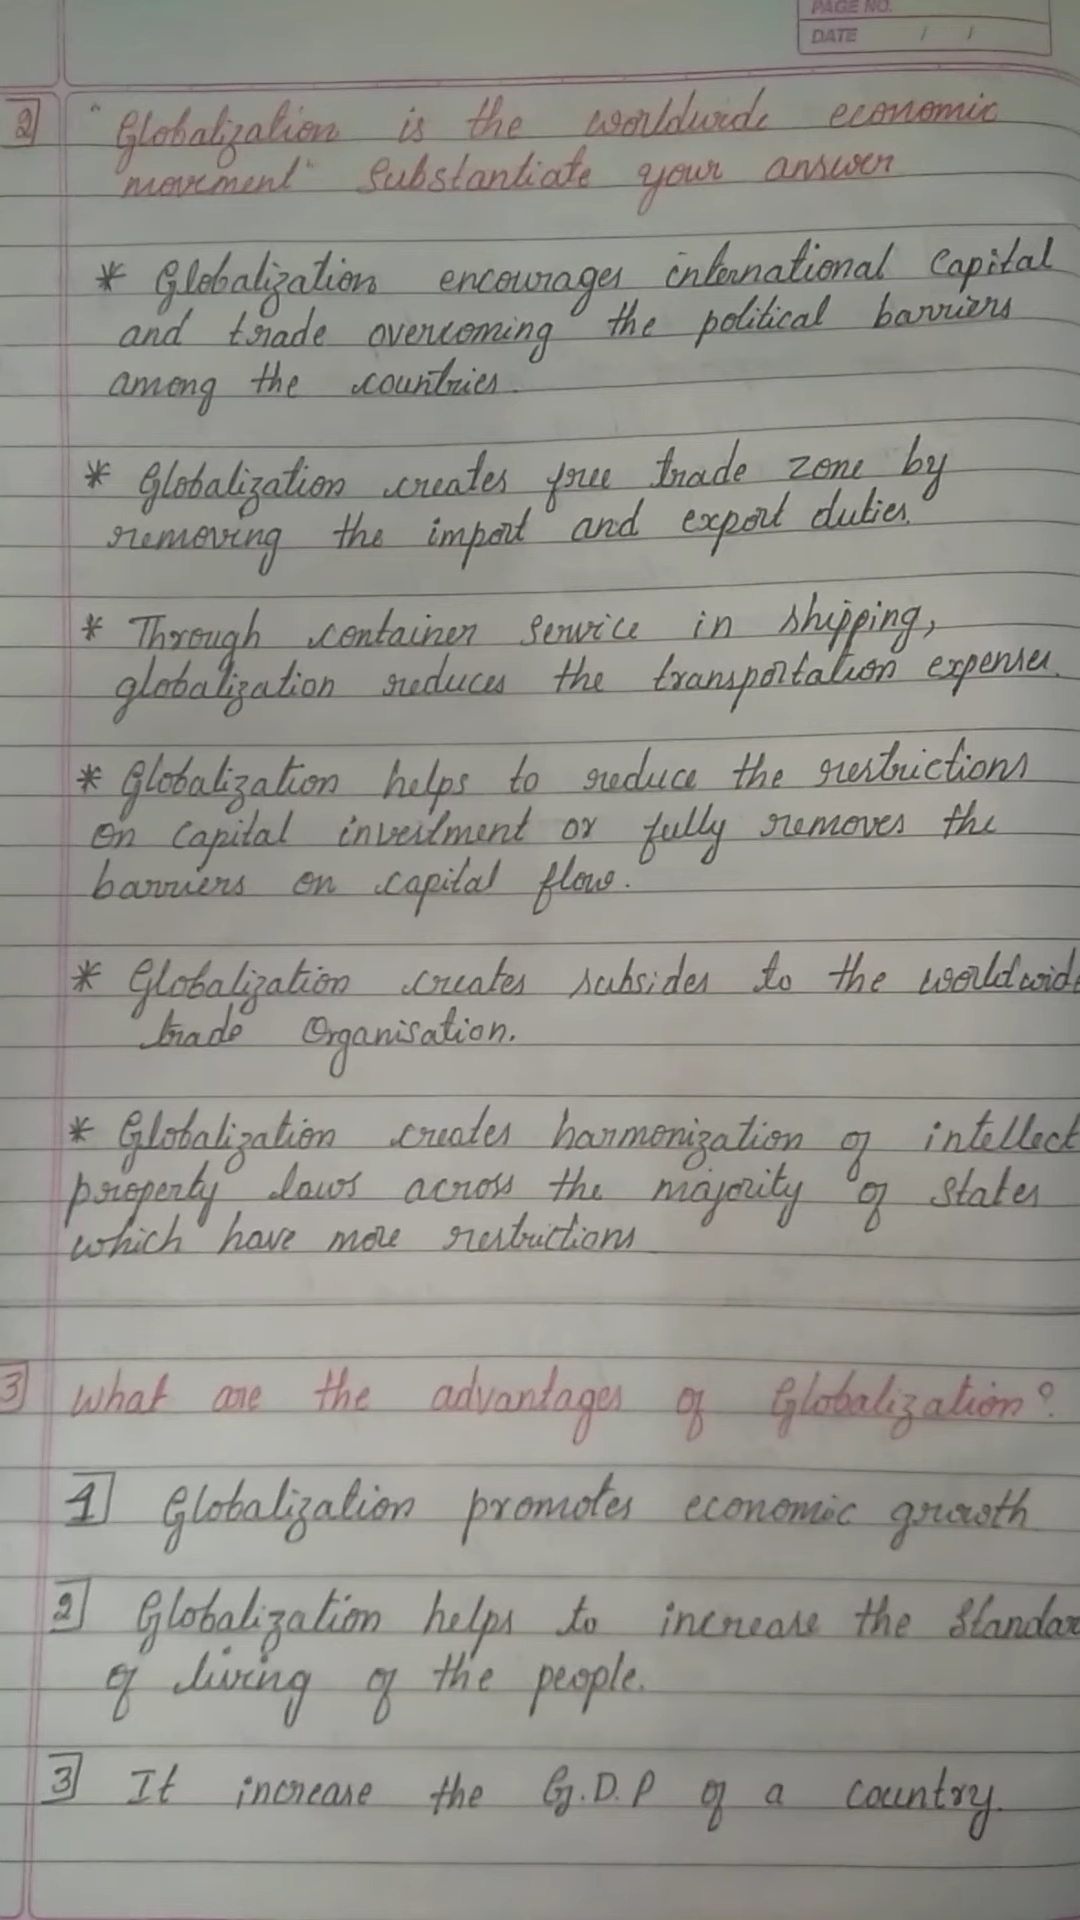 PAGE NO.
DATE / /
2 "Globalization is the worldwide economic
movement" Substantiate your answer
* Globalization encourages international Capital
and trade overcoming the political barriers
among the countries.
* Globalization creates free trade zone by
removing the import and export duties.
* Through container service in shipping,
globalization reduces the transportation expenses.
* Globalization helps to reduce the restrictions
on capital investment or fully removes the
barriers on capital flow.
* Globalization creates subsides to the worldwide
trade Organisation.
* Globalization creates harmonization of intellect
property laws across the majority of states
which have more restrictions
3 What are the advantages of Globalization?
1 Globalization promotes economic growth
2 Globalization helps to increase the standar
of living of the people.
3 It increase the G.D.P of a country.